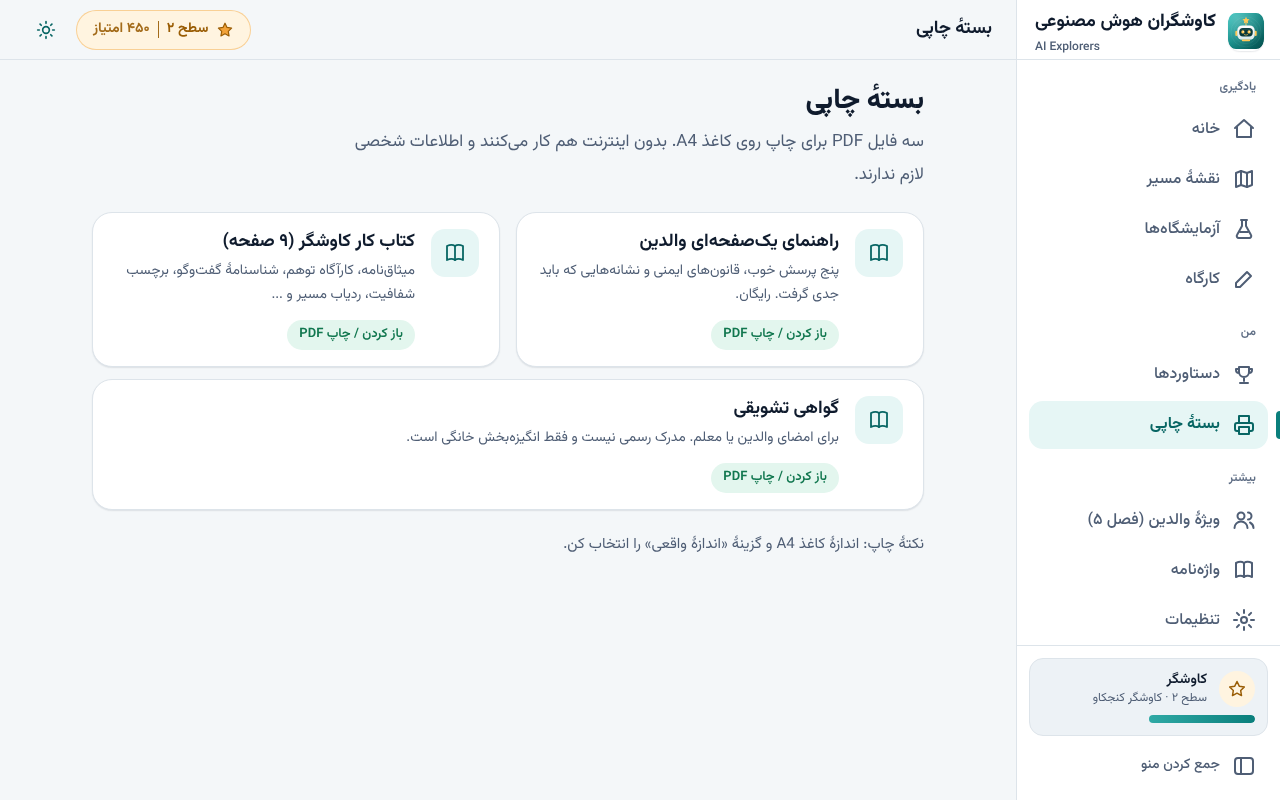 کاوشگران هوش مصنوعی
AI Explorers
یادگیری
خانه
نقشهٔ مسیر
آزمایشگاه‌ها
کارگاه
من
دستاوردها
بستهٔ چاپی
بیشتر
ویژهٔ والدین (فصل ۵)
واژه‌نامه
تنظیمات
کاوشگر
سطح ۲ · کاوشگر کنجکاو
جمع کردن منو
بستهٔ چاپی
سطح ۲ | ۴۵۰ امتیاز
بستهٔ چاپی
سه فایل PDF برای چاپ روی کاغذ A4. بدون اینترنت هم کار می‌کنند و اطلاعات شخصی
لازم ندارند.
راهنمای یک‌صفحه‌ای والدین
پنج پرسش خوب، قانون‌های ایمنی و نشانه‌هایی که باید
جدی گرفت. رایگان.
باز کردن / چاپ PDF
کتاب کار کاوشگر (۹ صفحه)
میثاق‌نامه، کارآگاه توهم، شناسنامهٔ گفت‌وگو، برچسب
شفافیت، ردیاب مسیر و ...
باز کردن / چاپ PDF
گواهی تشویقی
برای امضای والدین یا معلم. مدرک رسمی نیست و فقط انگیزه‌بخش خانگی است.
باز کردن / چاپ PDF
نکتهٔ چاپ: اندازهٔ کاغذ A4 و گزینهٔ «اندازهٔ واقعی» را انتخاب کن.